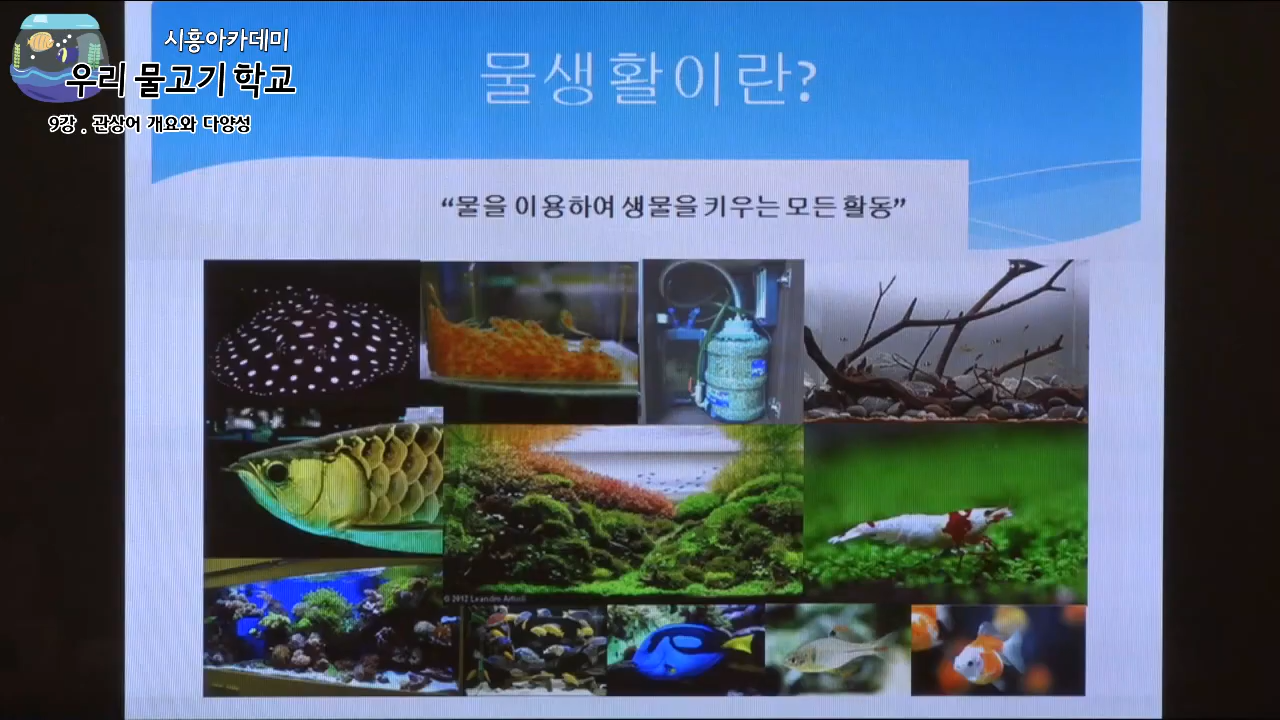 시흥아카데미
우리 물고기 학교
9강 . 관상어 개요와 다양성
물생활이란?
“물을 이용하여 생물을 키우는 모든 활동”
© 2012 Leandro Artioli